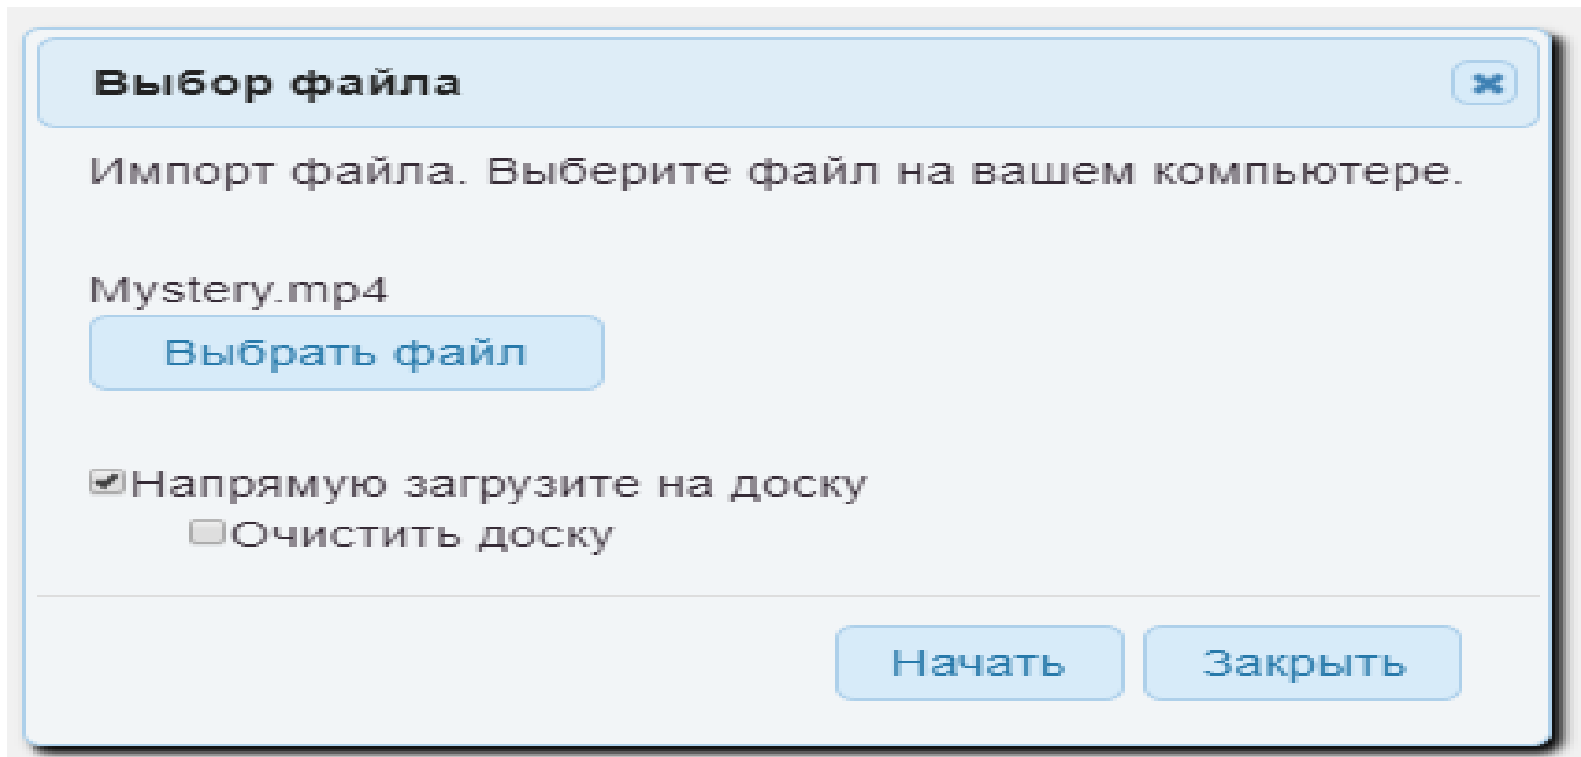 Выбор файла
Импорт файла. Выберите файл на вашем компьютере.
Mystery.mp4
Выбрать файл
Напрямую загрузите на доску
Очистить доску
Начать Закрыть